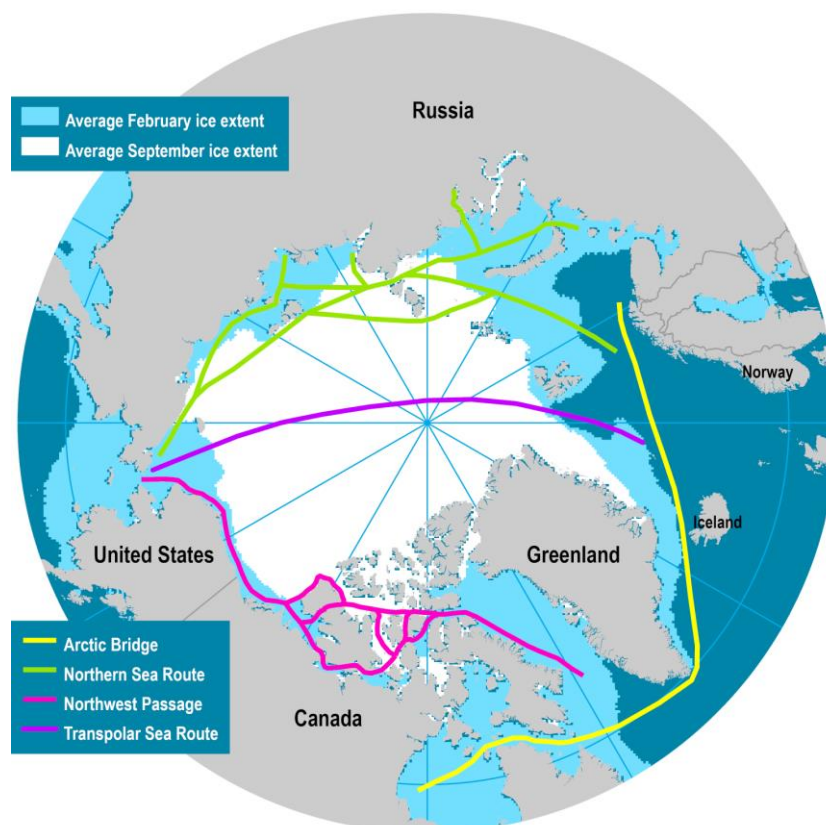 Russia
Average February ice extent
Average September ice extent
Norway
Iceland
United States
Greenland
Arctic Bridge
Northern Sea Route
Northwest Passage
Transpolar Sea Route
Canada